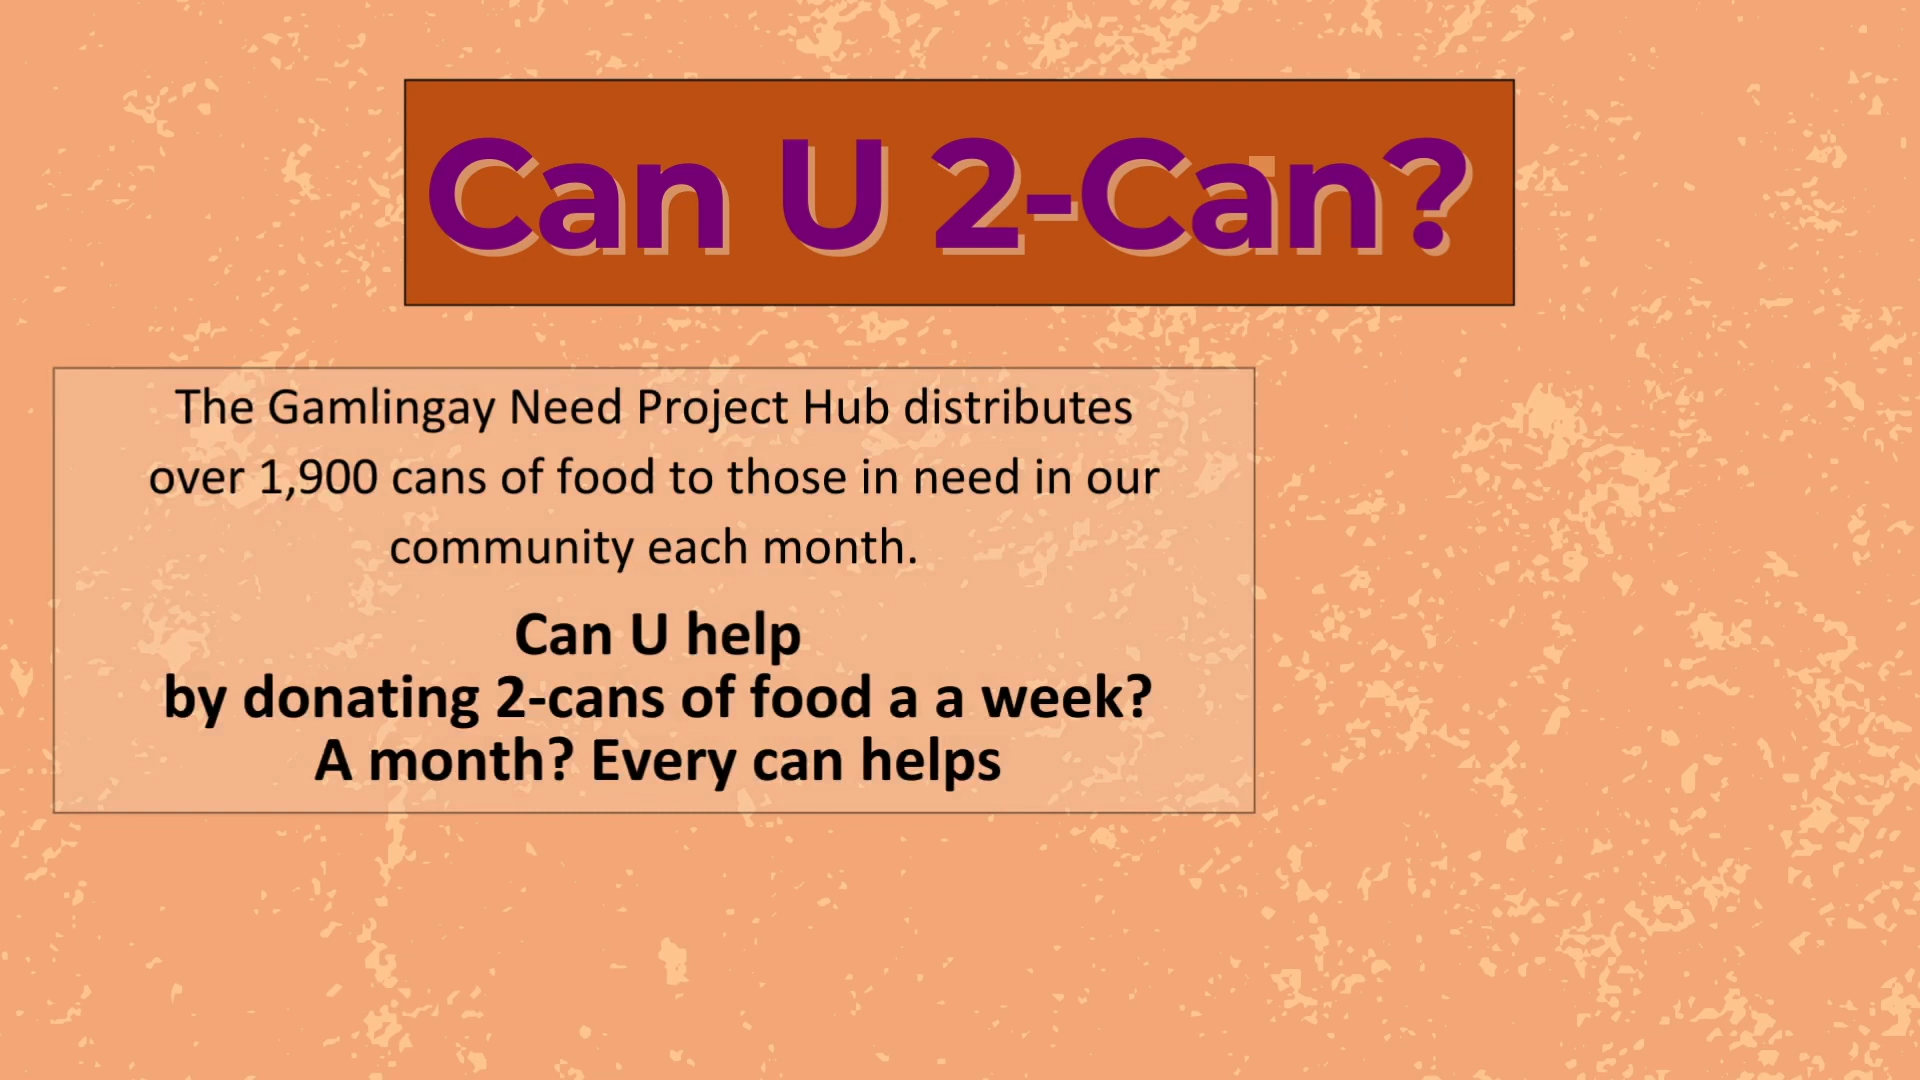 Can U 2-Can?
The Gamlingay Need Project Hub distributes
over 1,900 cans of food to those in need in our
community each month.
Can U help
by donating 2-cans of food a a week?
A month? Every can helps